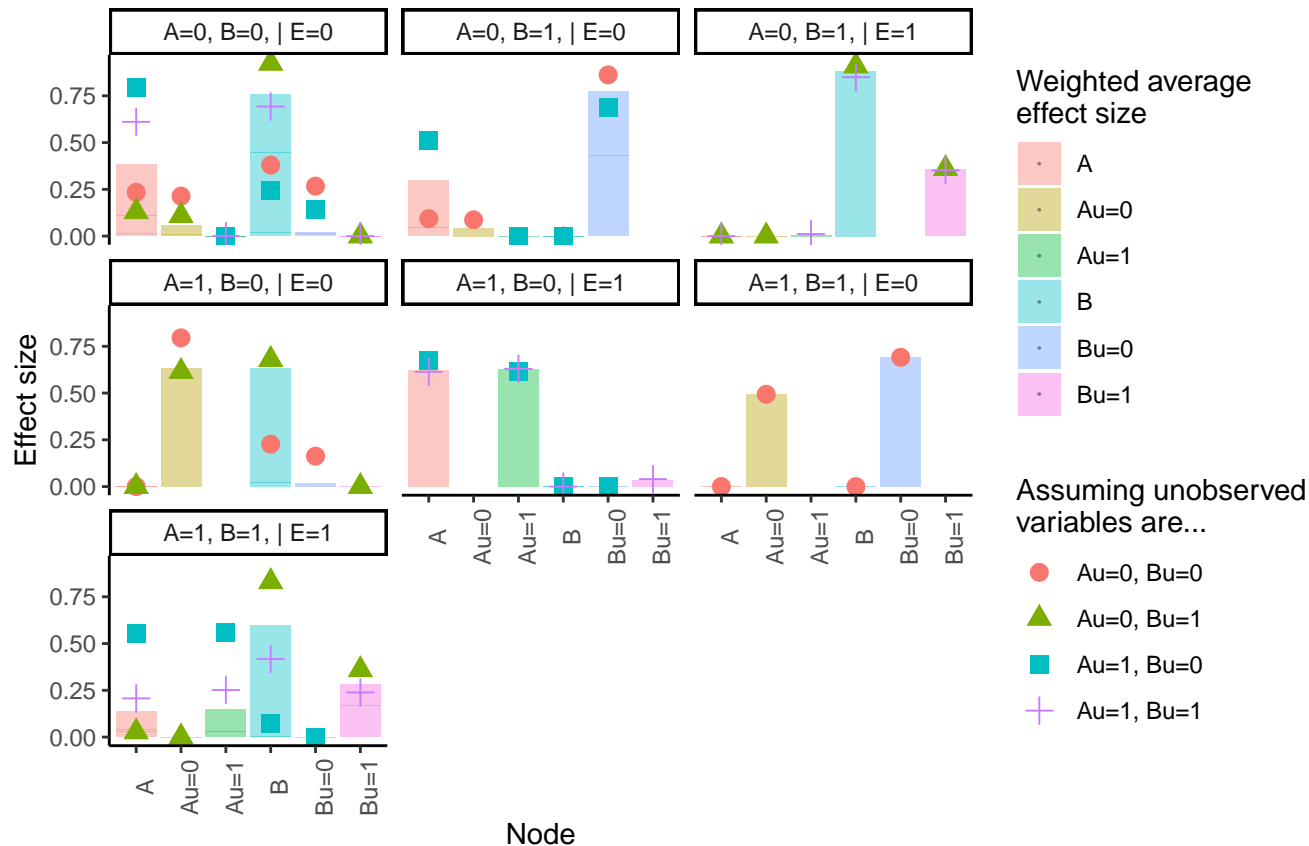 A=0, B=0, | E=0
A=0, B=1, | E=0
A=0, B=1, | E=1
0.75
0.50
0.25
0.00
A=1, B=0, | E=0
A=1, B=0, | E=1
A=1, B=1, | E=0
0.75
0.50
0.25
0.00
A
Au=0
Au=1
B
Bu=0
Bu=1
A
Au=0
Au=1
B
Bu=0
Bu=1
A=1, B=1, | E=1
0.75
0.50
0.25
0.00
A
Au=0
Au=1
B
Bu=0
Bu=1
Effect size
Node
Weighted average
effect size
A
Au=0
Au=1
B
Bu=0
Bu=1
Assuming unobserved
variables are...
Au=0, Bu=0
Au=0, Bu=1
Au=1, Bu=0
Au=1, Bu=1